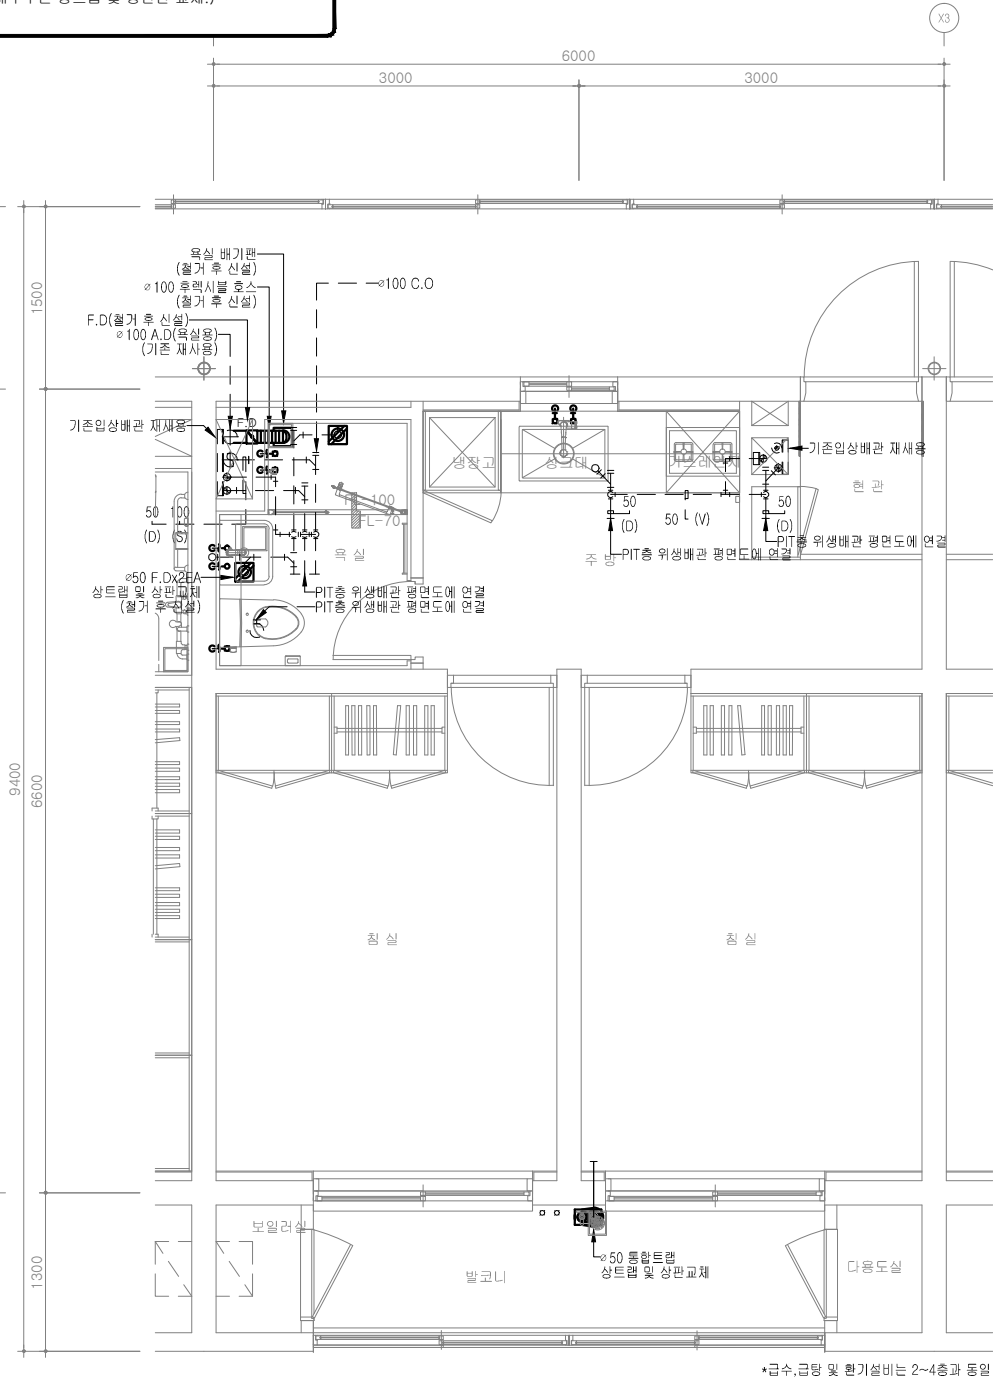 X3
6000
3000
3000
1500
욕실 배기팬
(철거 후 신설)
⌀100 후렉시블 호스
(철거 후 신설)
⌀100 C.O
F.D(철거 후 신설)
⌀100 A.D(욕실용)
(기존 재사용)
기존입상배관 재새용
F.D
냉장고
싱크대
가스레인지
기존입상배관 재새용
현 관
100
FL-70
50
100
(D)
(S)
50
(D)
50
(V)
50
(D)
PIT층 위생배관 평면도에 연결
PIT층 위생배관 평면도에 연결
욕 실
주 방
⌀50 F.Dx2EA
상트랩 및 상판교체
(철거 후 신설)
PIT층 위생배관 평면도에 연결
PIT층 위생배관 평면도에 연결
9400
6600
침 실
침 실
보일러실
1300
발코니
⌀50 통합트랩
상트랩 및 상판교체
다용도실
*급수,급탕 및 환기설비는 2~4층과 동일